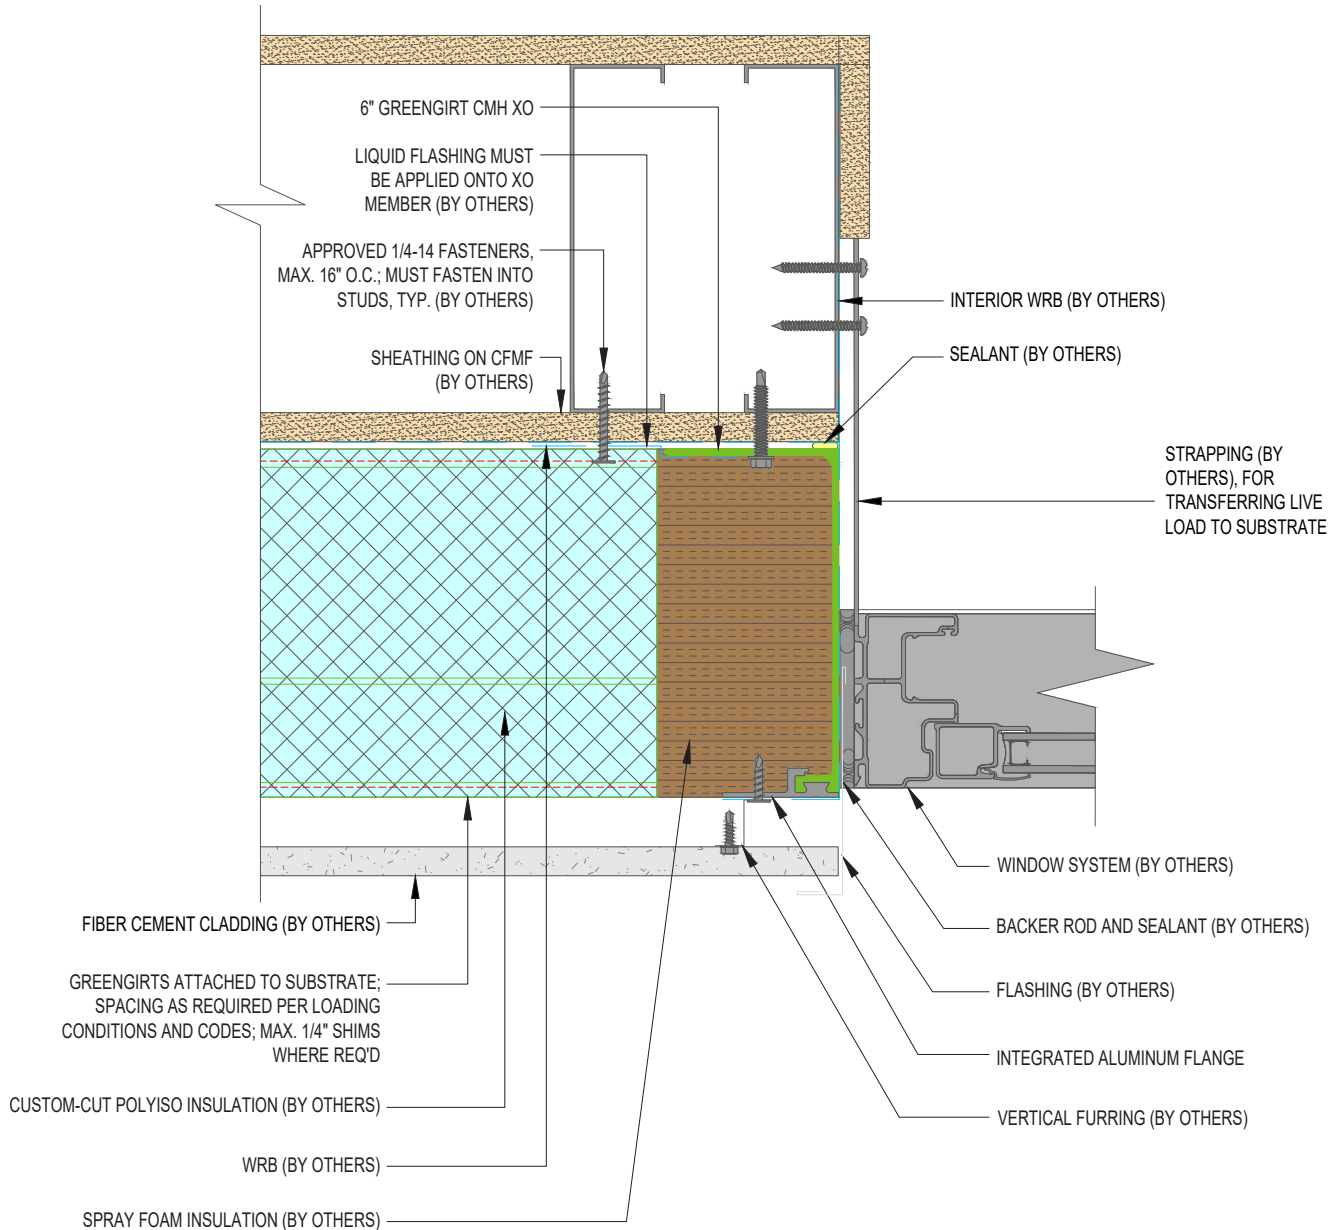 6" GREENGIRT CMH XO
LIQUID FLASHING MUST
BE APPLIED ONTO XO
MEMBER (BY OTHERS)
APPROVED 1/4-14 FASTENERS,
MAX. 16" O.C.; MUST FASTEN INTO
STUDS, TYP. (BY OTHERS)
SHEATHING ON CFMF
(BY OTHERS)
INTERIOR WRB (BY OTHERS)
SEALANT (BY OTHERS)
STRAPPING (BY
OTHERS), FOR
TRANSFERRING LIVE
LOAD TO SUBSTRATE
WINDOW SYSTEM (BY OTHERS)
BACKER ROD AND SEALANT (BY OTHERS)
FLASHING (BY OTHERS)
INTEGRATED ALUMINUM FLANGE
VERTICAL FURRING (BY OTHERS)
FIBER CEMENT CLADDING (BY OTHERS)
GREENGIRTS ATTACHED TO SUBSTRATE;
SPACING AS REQUIRED PER LOADING
CONDITIONS AND CODES; MAX. 1/4" SHIMS
WHERE REQ'D
CUSTOM-CUT POLYISO INSULATION (BY OTHERS)
WRB (BY OTHERS)
SPRAY FOAM INSULATION (BY OTHERS)